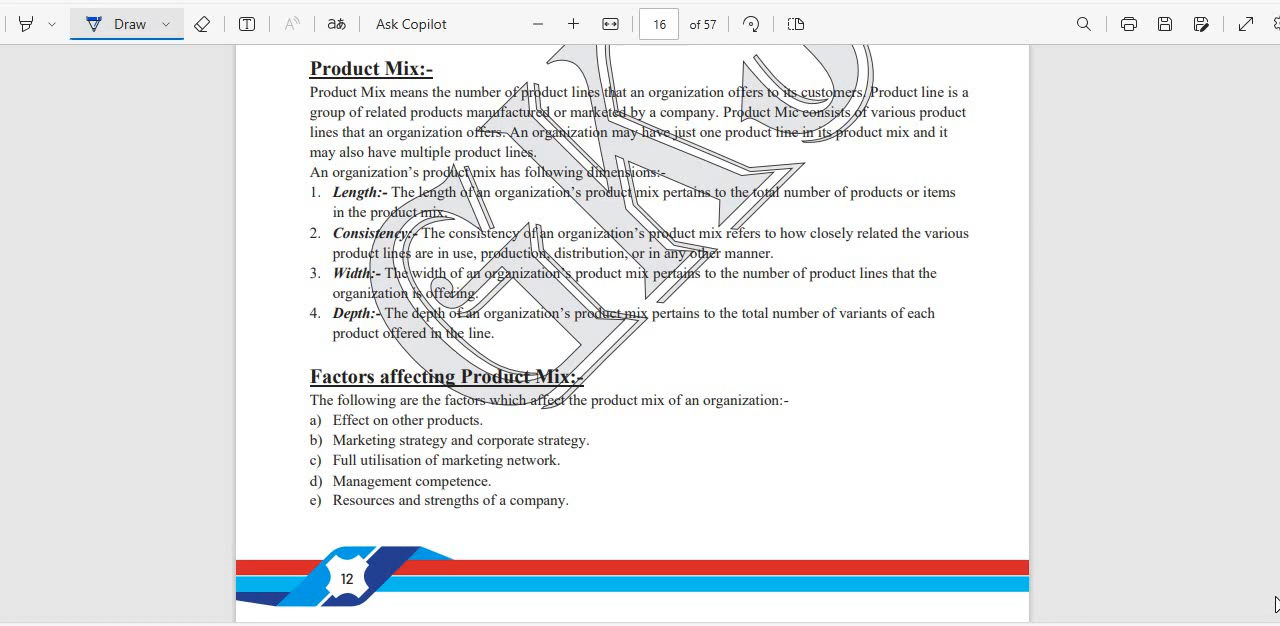 Draw
T
A
aあ
Ask Copilot
16
of 57
Product Mix:-
Product Mix means the number of product lines that an organization offers to its customers. Product line is a
group of related products manufactured or marketed by a company. Product Mic consists of various product
lines that an organization offers. An organization may have just one product line in its product mix and it
may also have multiple product lines.
An organization's product mix has following dimensions:-
1. Length:- The length of an organization's product mix pertains to the total number of products or items
in the product mix.
2. Consistency:- The consistency of an organization's product mix refers to how closely related the various
product lines are in use, production, distribution, or in any other manner.
3. Width:- The width of an organization's product mix pertains to the number of product lines that the
organization is offering.
4. Depth:- The depth of an organization's product mix pertains to the total number of variants of each
product offered in the line.
Factors affecting Product Mix:-
The following are the factors which affect the product mix of an organization:-
a) Effect on other products.
b) Marketing strategy and corporate strategy.
c) Full utilisation of marketing network.
d) Management competence.
e) Resources and strengths of a company.
12